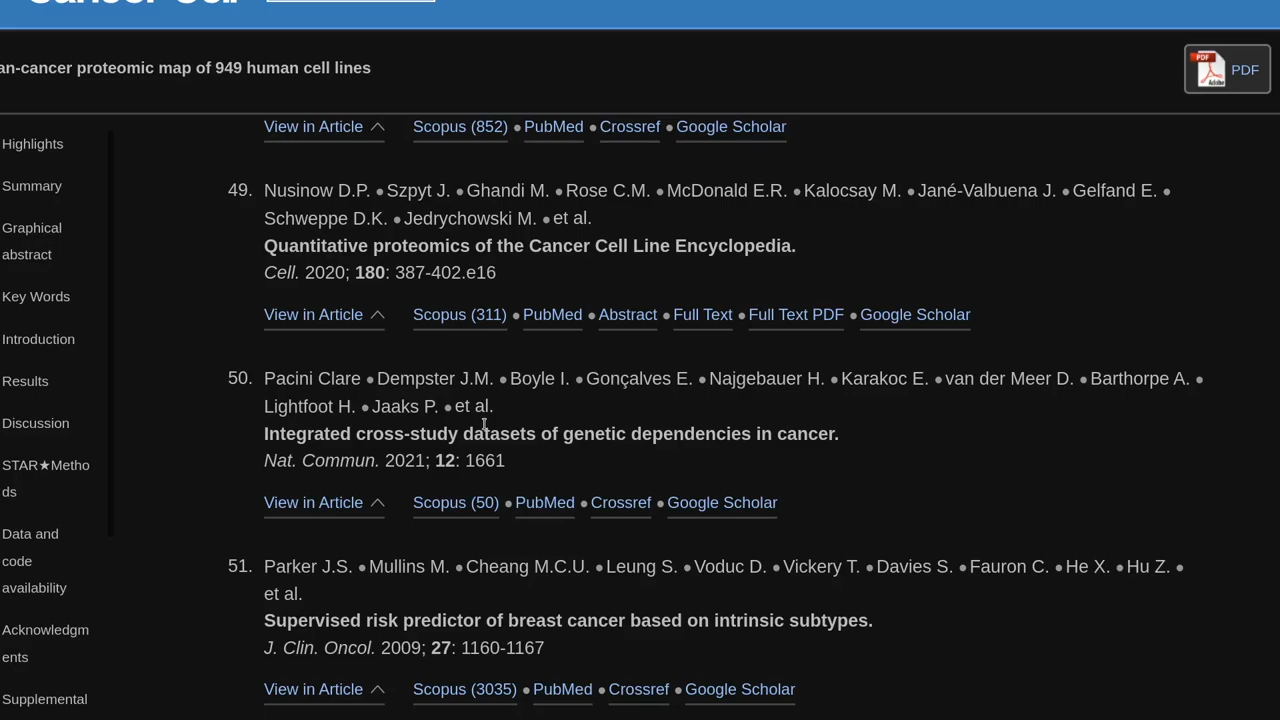 an-cancer proteomic map of 949 human cell lines
PDF
PDF
Adobe
Highlights
Summary
Graphical
abstract
Key Words
Introduction
Results
Discussion
STAR★Metho
ds
Data and
code
availability
Acknowledgm
ents
Supplemental
View in Article Scopus (852) • PubMed • Crossref • Google Scholar
49. Nusinow D.P. • Szpyt J. • Ghandi M. • Rose C.M. • McDonald E.R. • Kalocsay M. • Jané-Valbuena J. • Gelfand E. •
Schweppe D.K. • Jedrychowski M. • et al.
Quantitative proteomics of the Cancer Cell Line Encyclopedia.
Cell. 2020; 180: 387-402.e16
View in Article Scopus (311) • PubMed • Abstract • Full Text • Full Text PDF • Google Scholar
50. Pacini Clare • Dempster J.M. • Boyle I. • Gonçalves E. • Najgebauer H. • Karakoc E. • van der Meer D. • Barthorpe A. •
Lightfoot H. • Jaaks P. • et al.
Integrated cross-study datasets of genetic dependencies in cancer.
Nat. Commun. 2021; 12: 1661
View in Article Scopus (50) • PubMed • Crossref • Google Scholar
51. Parker J.S. • Mullins M. • Cheang M.C.U. • Leung S. • Voduc D. • Vickery T. • Davies S. • Fauron C. • He X. • Hu Z. •
et al.
Supervised risk predictor of breast cancer based on intrinsic subtypes.
J. Clin. Oncol. 2009; 27: 1160-1167
View in Article Scopus (3035) • PubMed • Crossref • Google Scholar